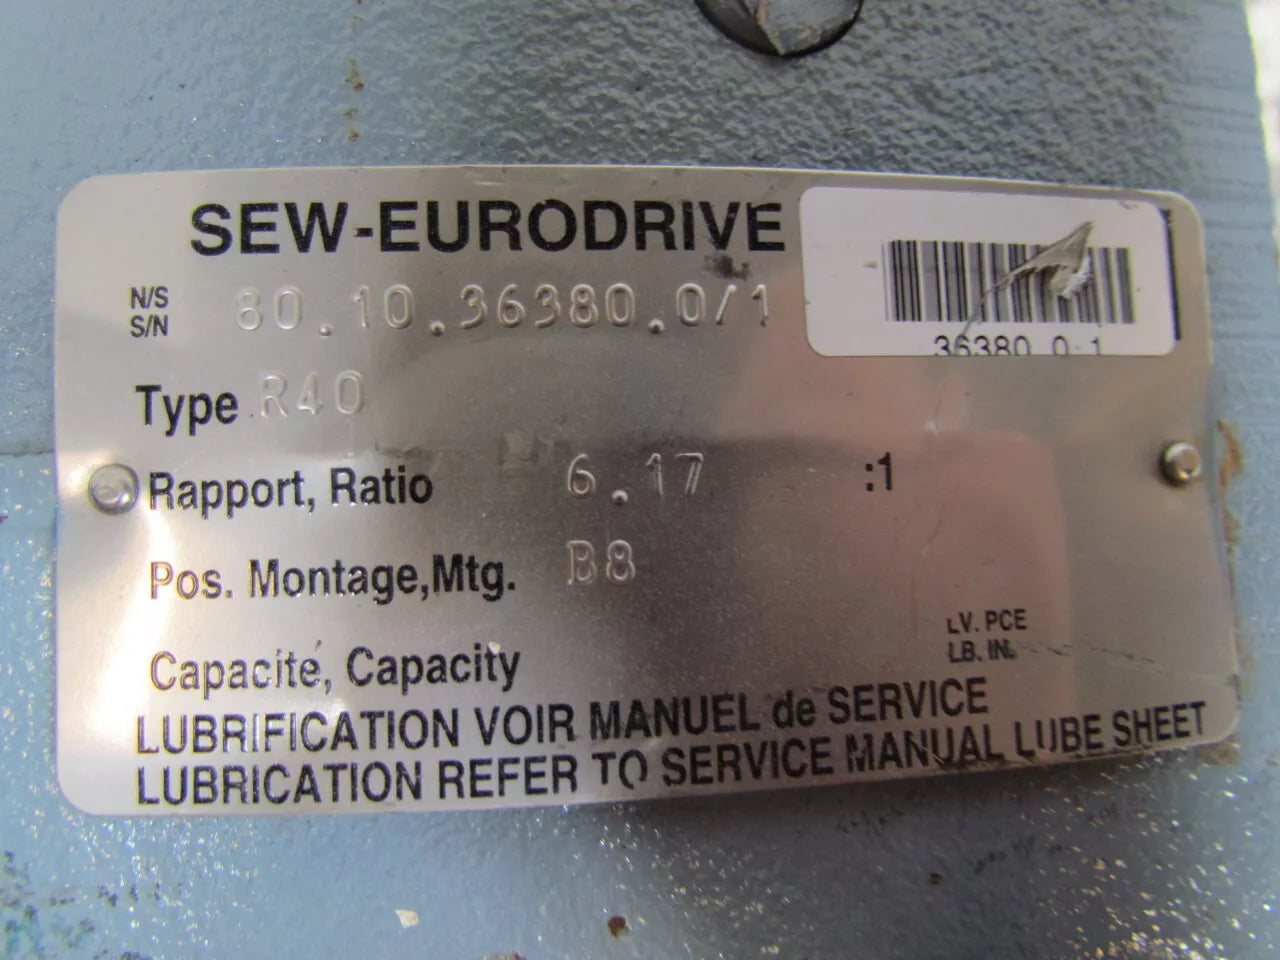 SEW-EURODRIVE
N/S
S/N 80.10.36380.0/1
36380 0-1
Type R40
Rapport, Ratio 6.17 :1
Pos. Montage,Mtg. B8
Capacité, Capacity LV. PCE
LB. IN.
LUBRIFICATION VOIR MANUEL de SERVICE
LUBRICATION REFER TO SERVICE MANUAL LUBE SHEET